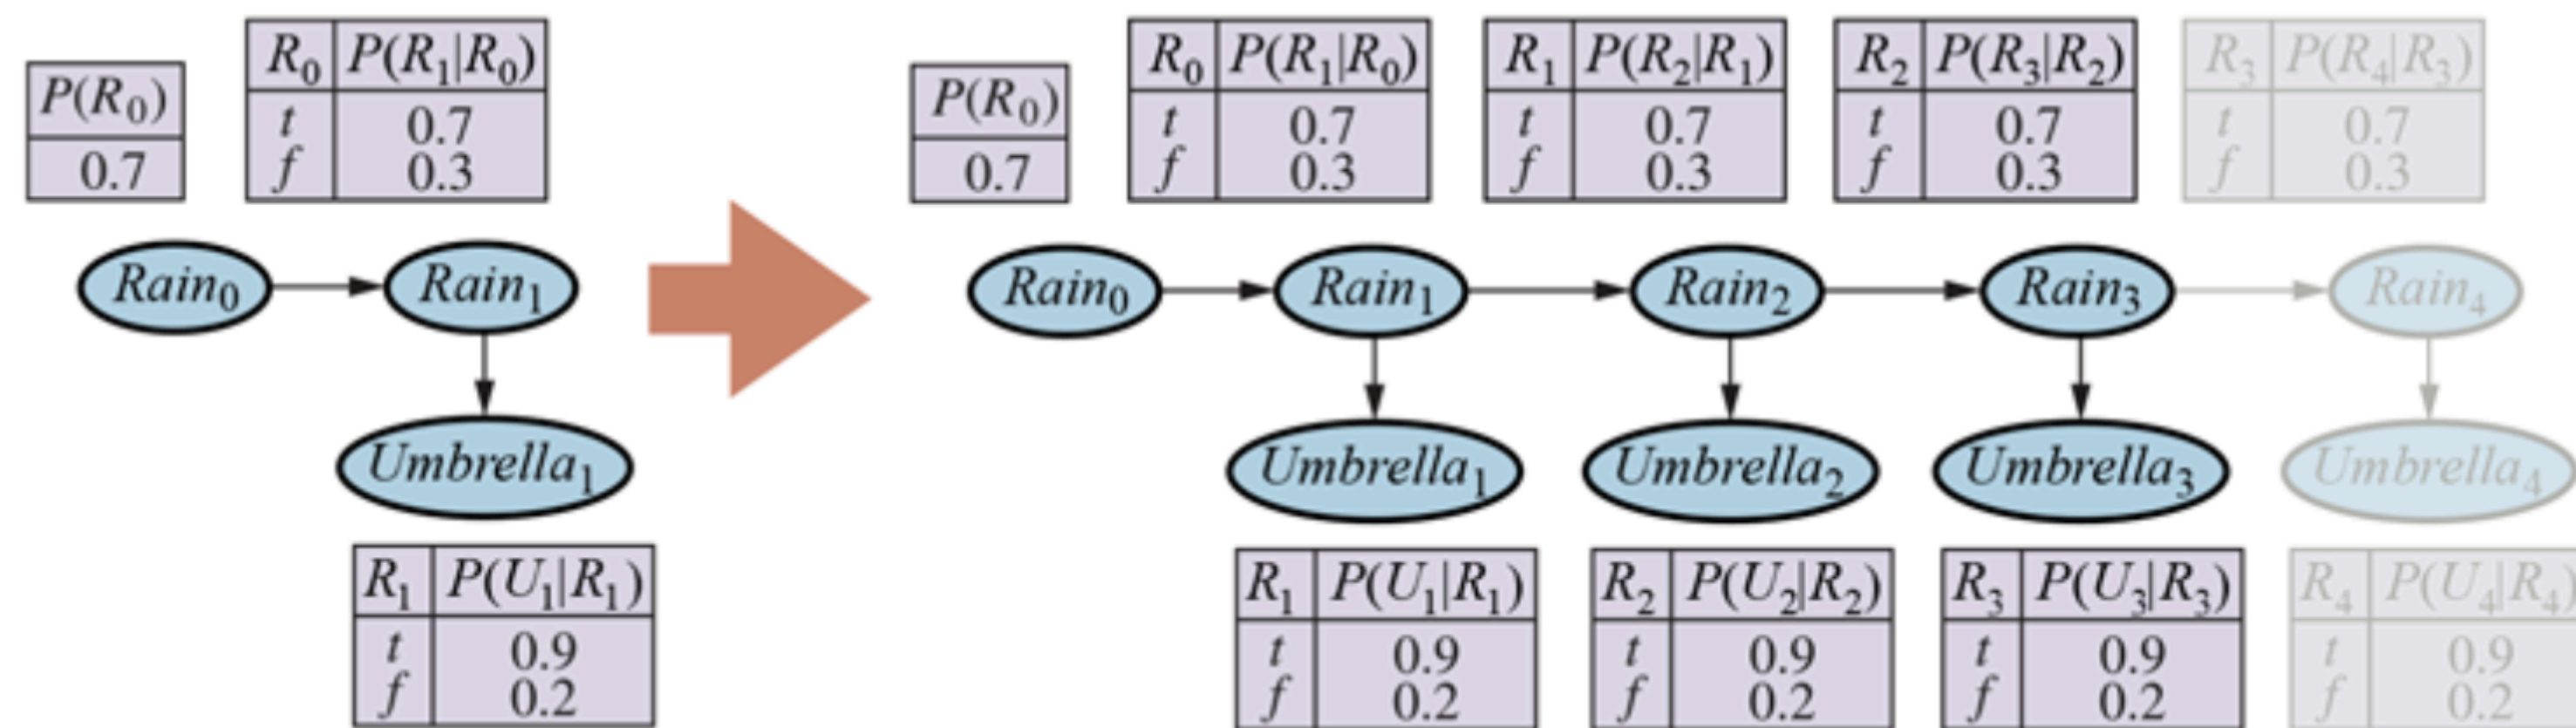 P(R₀)
0.7
R₀ P(R₁|R₀)
t 0.7
f 0.3
Rain₀
Rain₁
Umbrella₁
R₁ P(U₁|R₁)
t 0.9
f 0.2
P(R₀)
0.7
R₀ P(R₁|R₀)
t 0.7
f 0.3
R₁ P(R₂|R₁)
t 0.7
f 0.3
R₂ P(R₃|R₂)
t 0.7
f 0.3
R₃ P(R₄|R₃)
t 0.7
f 0.3
Rain₀
Rain₁
Rain₂
Rain₃
Rain₄
Umbrella₁
Umbrella₂
Umbrella₃
Umbrella₄
R₁ P(U₁|R₁)
t 0.9
f 0.2
R₂ P(U₂|R₂)
t 0.9
f 0.2
R₃ P(U₃|R₃)
t 0.9
f 0.2
R₄ P(U₄|R₄)
t 0.9
f 0.2